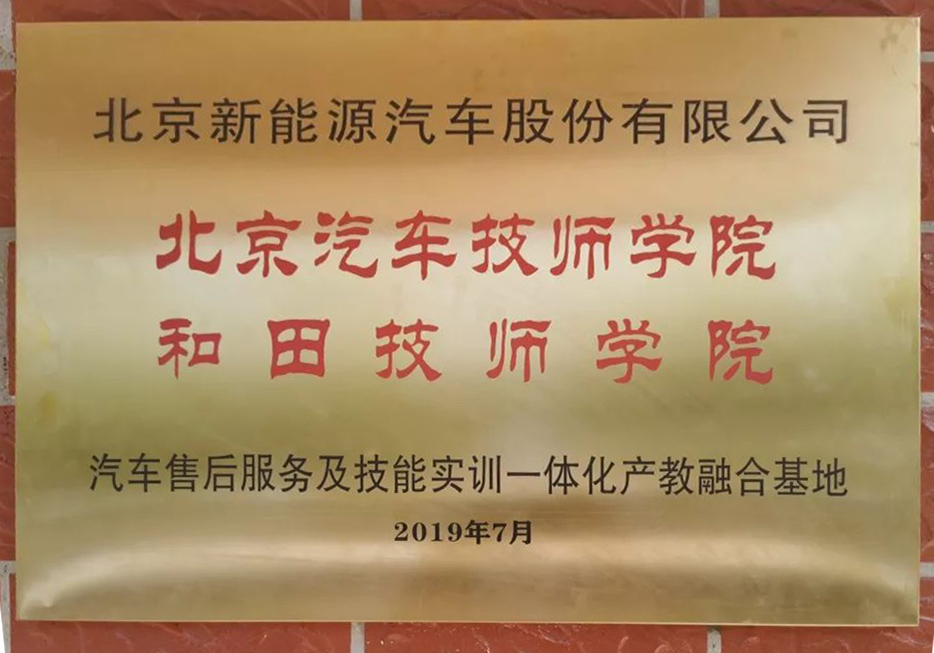 北京新能源汽车股份有限公司
北京汽车技师学院
和田技师学院
汽车售后服务及技能实训一体化产教融合基地
2019年7月